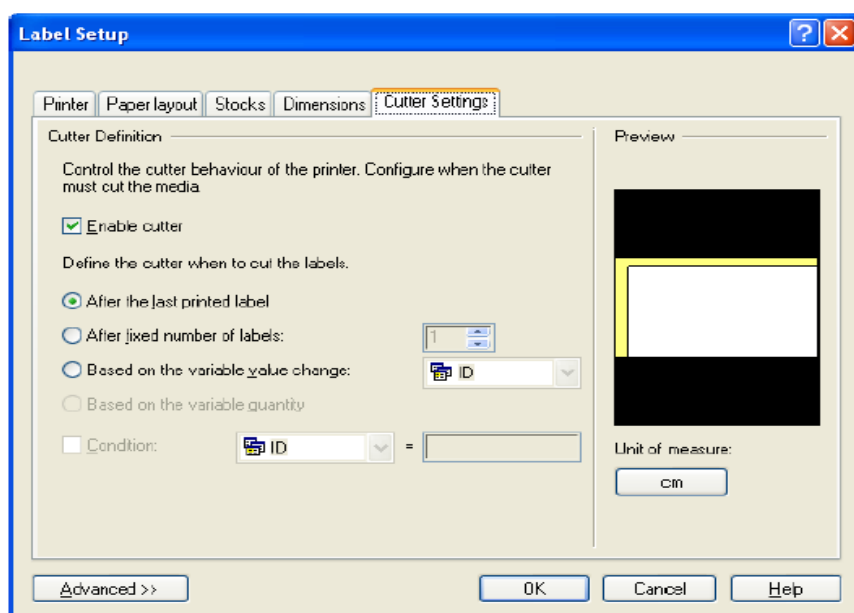 Label Setup
Printer Paper layout Stocks Dimensions Cutter Settings
Cutter Definition
Control the cutter behaviour of the printer. Configure when the cutter
must cut the media
Enable cutter
Define the cutter when to cut the labels.
After the last printed label
After fixed number of labels: 1
Based on the variable value change: ID
Based on the variable quantity
Condition: ID =
Preview
Unit of measure:
cm
Advanced >> OK Cancel Help